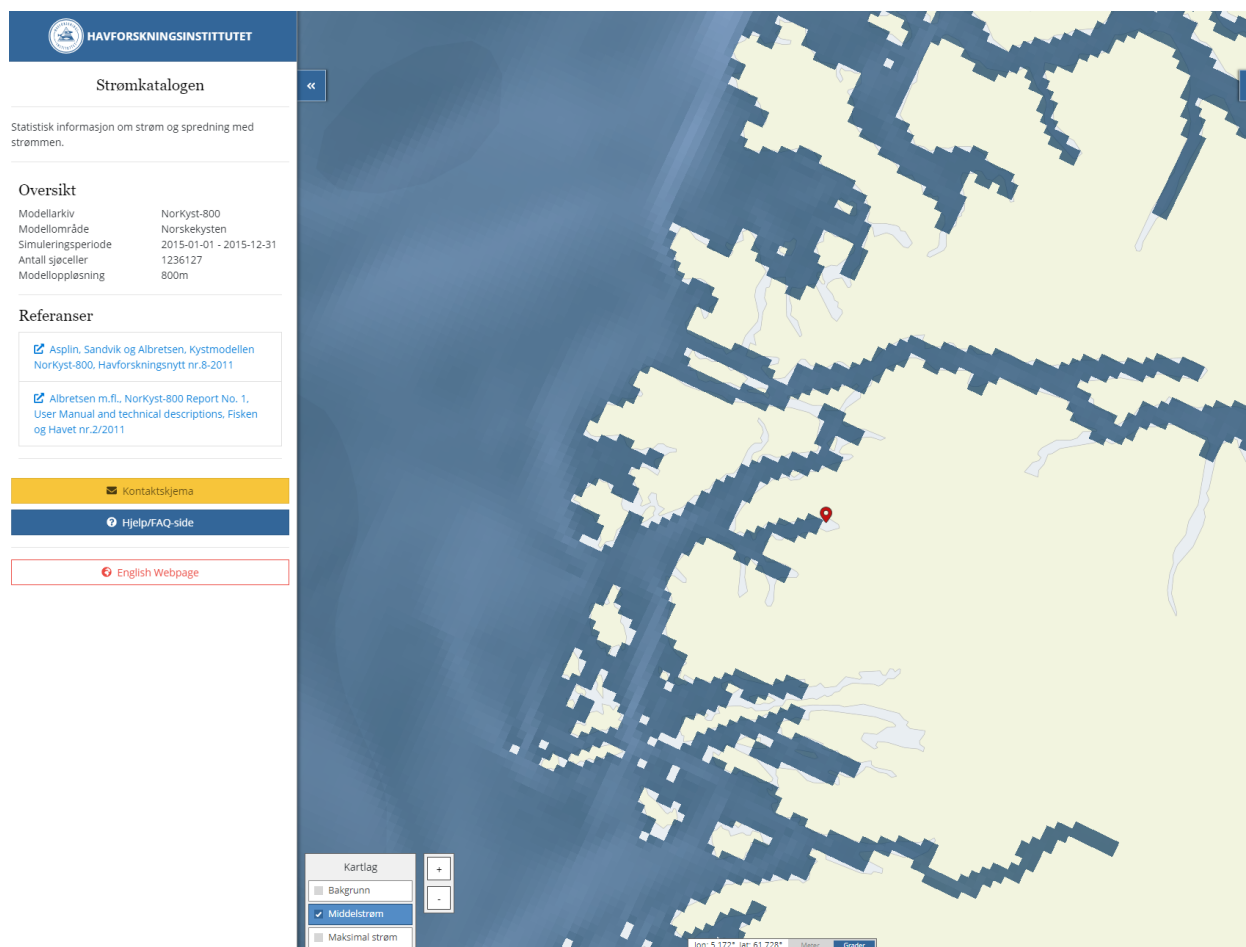 HAVFORSKNINGSINSTITUTTET
Strømkatalogen
Statistisk informasjon om strøm og spredning med
strømmen.
Oversikt
Modellarkiv NorKyst-800
Modellområde Norskekysten
Simuleringsperiode 2015-01-01 - 2015-12-31
Antall sjøceller 1236127
Modelloppløsning 800m
Referanser
Asplin, Sandvik og Albretsen, Kystmodellen
NorKyst-800, Havforskningsnytt nr.8-2011
Albretsen m.fl., NorKyst-800 Report No. 1,
User Manual and technical descriptions, Fisken
og Havet nr.2/2011
Kontaktskjema
Hjelp/FAQ-side
English Webpage
«
Kartlag
Bakgrunn
Middelstrøm
Maksimal strøm
+
-
lon: 5.172° lat: 61.728° Meter Grader